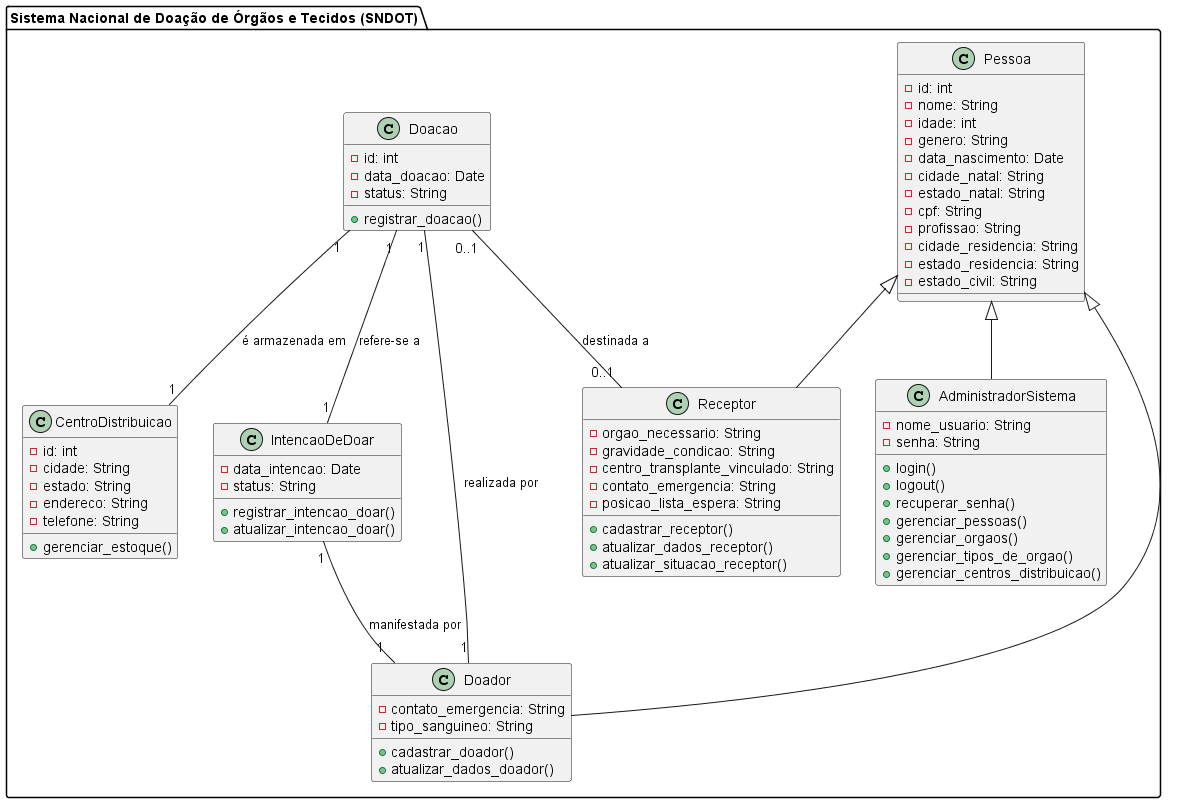 Sistema Nacional de Doação de Órgãos e Tecidos (SNDOT)
C Pessoa
id: int
nome: String
idade: int
genero: String
data_nascimento: Date
cidade_natal: String
estado_natal: String
cpf: String
profissao: String
cidade_residencia: String
estado_residencia: String
estado_civil: String
C Doacao
id: int
data_doacao: Date
status: String
registrar_doacao()
1
1
1
0..1
é armazenada em
refere-se a
destinada a
1
1
0..1
C CentroDistribuicao
id: int
cidade: String
estado: String
endereco: String
telefone: String
gerenciar_estoque()
C IntencaoDeDoar
data_intencao: Date
status: String
registrar_intencao_doar()
atualizar_intencao_doar()
realizada por
C Receptor
orgao_necessario: String
gravidade_condicao: String
centro_transplante_vinculado: String
contato_emergencia: String
posicao_lista_espera: String
cadastrar_receptor()
atualizar_dados_receptor()
atualizar_situacao_receptor()
C AdministradorSistema
nome_usuario: String
senha: String
login()
logout()
recuperar_senha()
gerenciar_pessoas()
gerenciar_orgaos()
gerenciar_tipos_de_orgao()
gerenciar_centros_distribuicao()
1
manifestada por
1
1
C Doador
contato_emergencia: String
tipo_sanguineo: String
cadastrar_doador()
atualizar_dados_doador()